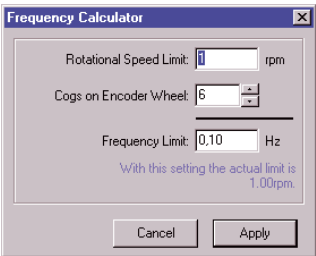 Frequency Calculator
Rotational Speed Limit: 1 rpm
Cogs on Encoder Wheel: 6
Frequency Limit: 0,10 Hz
With this setting the actual limit is
1.00rpm.
Cancel Apply